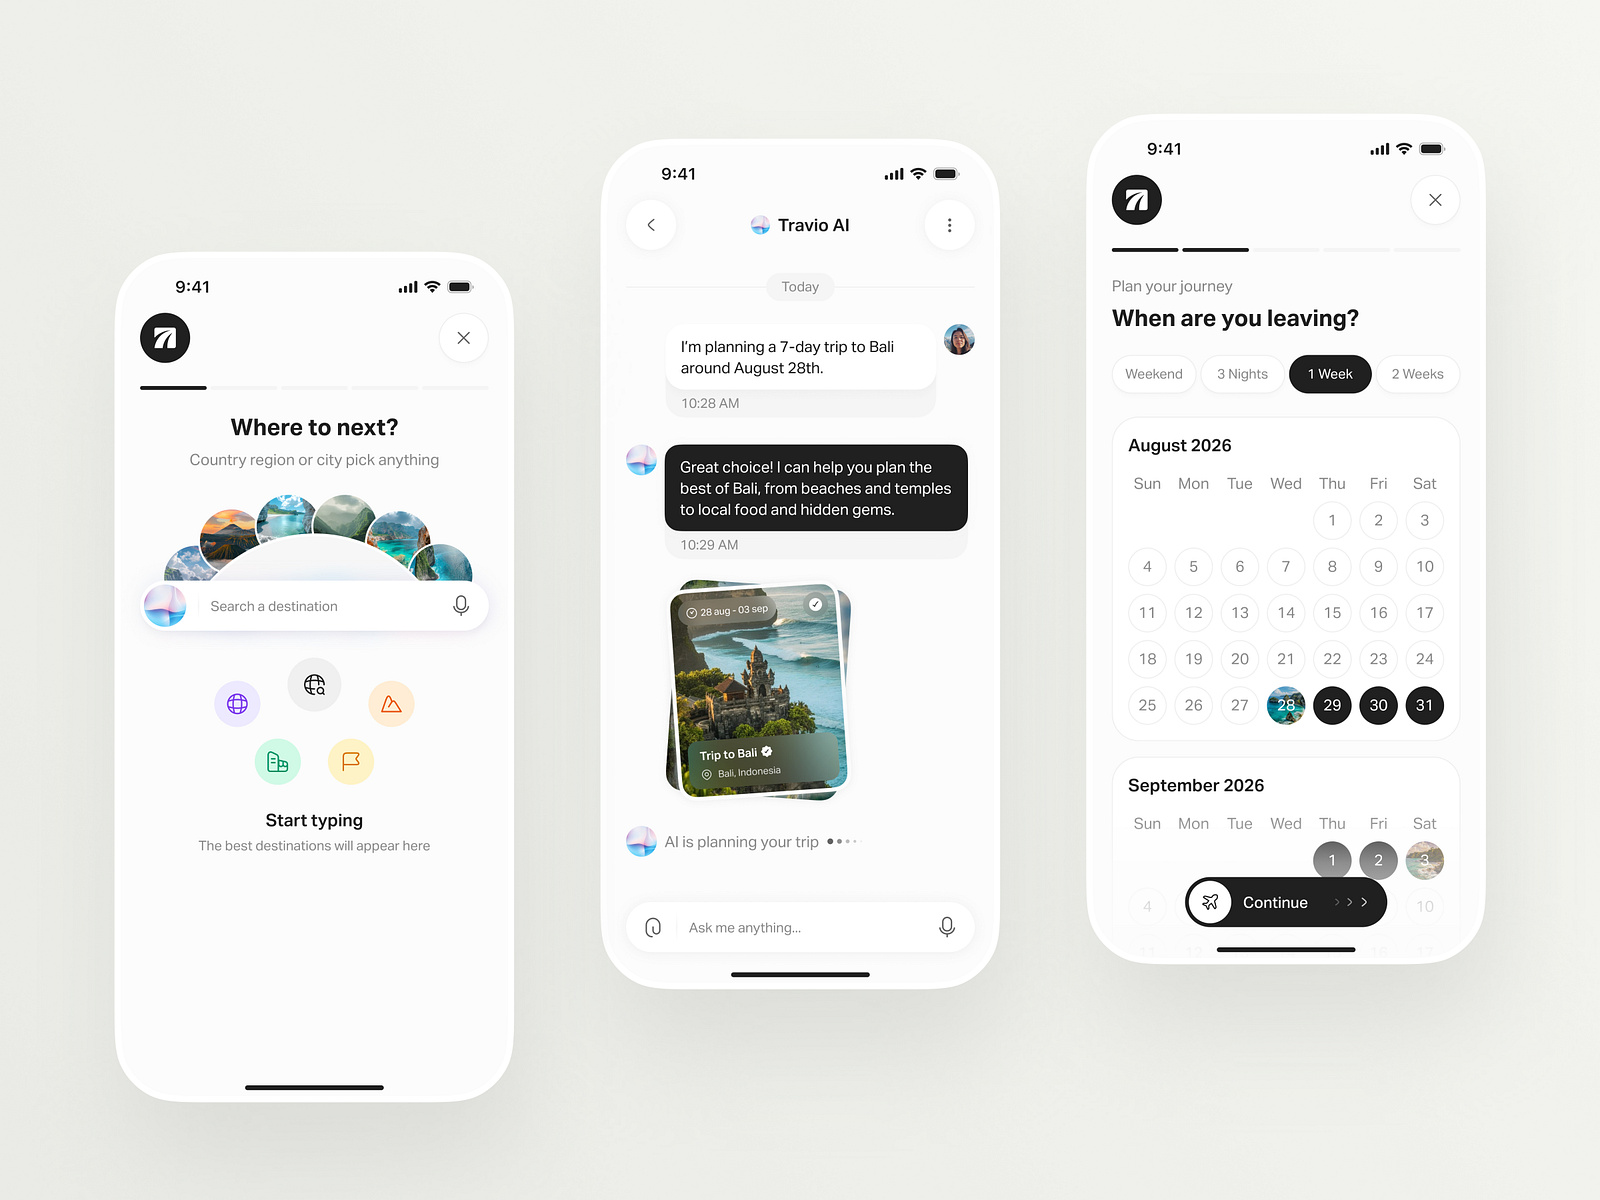 9:41
Where to next?
Country region or city pick anything
Search a destination
Start typing
The best destinations will appear here
9:41
Travio AI
Today
I'm planning a 7-day trip to Bali
around August 28th.
10:28 AM
Great choice! I can help you plan the
best of Bali, from beaches and temples
to local food and hidden gems.
10:29 AM
28 aug - 03 sep
Trip to Bali
Bali, Indonesia
AI is planning your trip
Ask me anything...
9:41
Plan your journey
When are you leaving?
Weekend 3 Nights 1 Week 2 Weeks
August 2026
Sun Mon Tue Wed Thu Fri Sat
1 2 3
4 5 6 7 8 9 10
11 12 13 14 15 16 17
18 19 20 21 22 23 24
25 26 27 28 29 30 31
September 2026
Sun Mon Tue Wed Thu Fri Sat
1 2 3
4 10
Continue